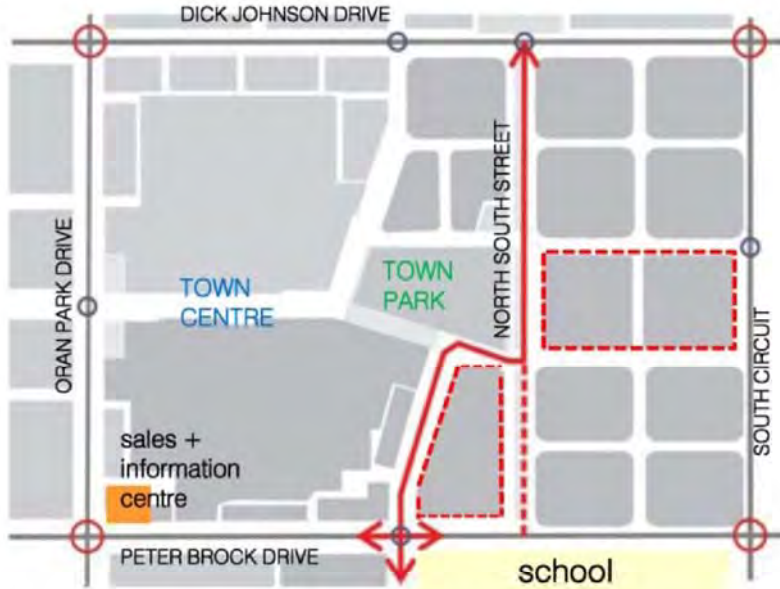 DICK JOHNSON DRIVE
NORTH SOUTH STREET
ORAN PARK DRIVE
TOWN
CENTRE
TOWN
PARK
SOUTH CIRCUIT
sales +
information
centre
PETER BROCK DRIVE
school